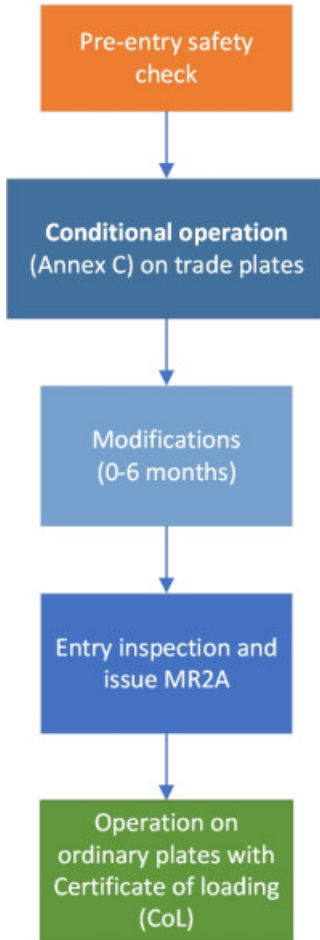 Pre-entry safety
check
Conditional operation
(Annex C) on trade plates
Modifications
(0-6 months)
Entry inspection and
issue MR2A
Operation on
ordinary plates with
Certificate of loading
(CoL)